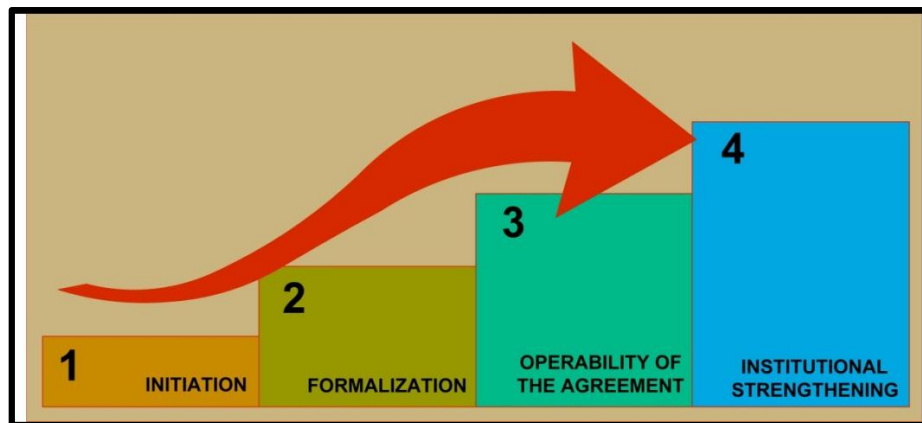 1
INITIATION
2
FORMALIZATION
3
OPERABILITY OF
THE AGREEMENT
4
INSTITUTIONAL
STRENGTHENING